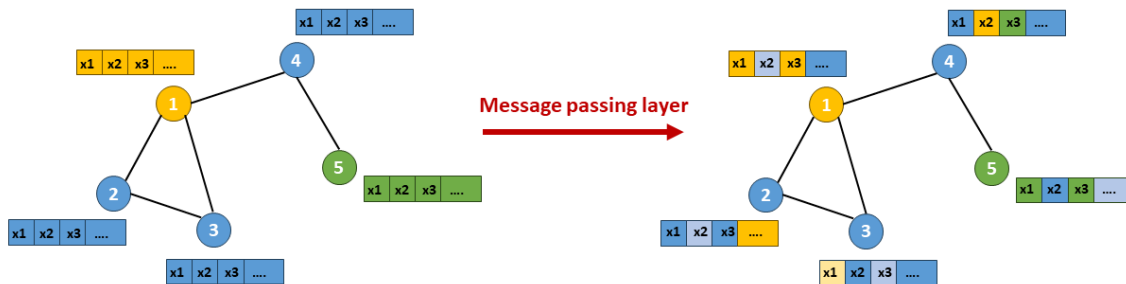 x1 x2 x3 ....
4
x1 x2 x3 ....
1
5
x1 x2 x3 ....
2
x1 x2 x3 ....
3
x1 x2 x3 ....
Message passing layer
x1 x2 x3 ....
4
x1 x2 x3 ....
1
5
x1 x2 x3 ....
2
x1 x2 x3 ....
3
x1 x2 x3 ....